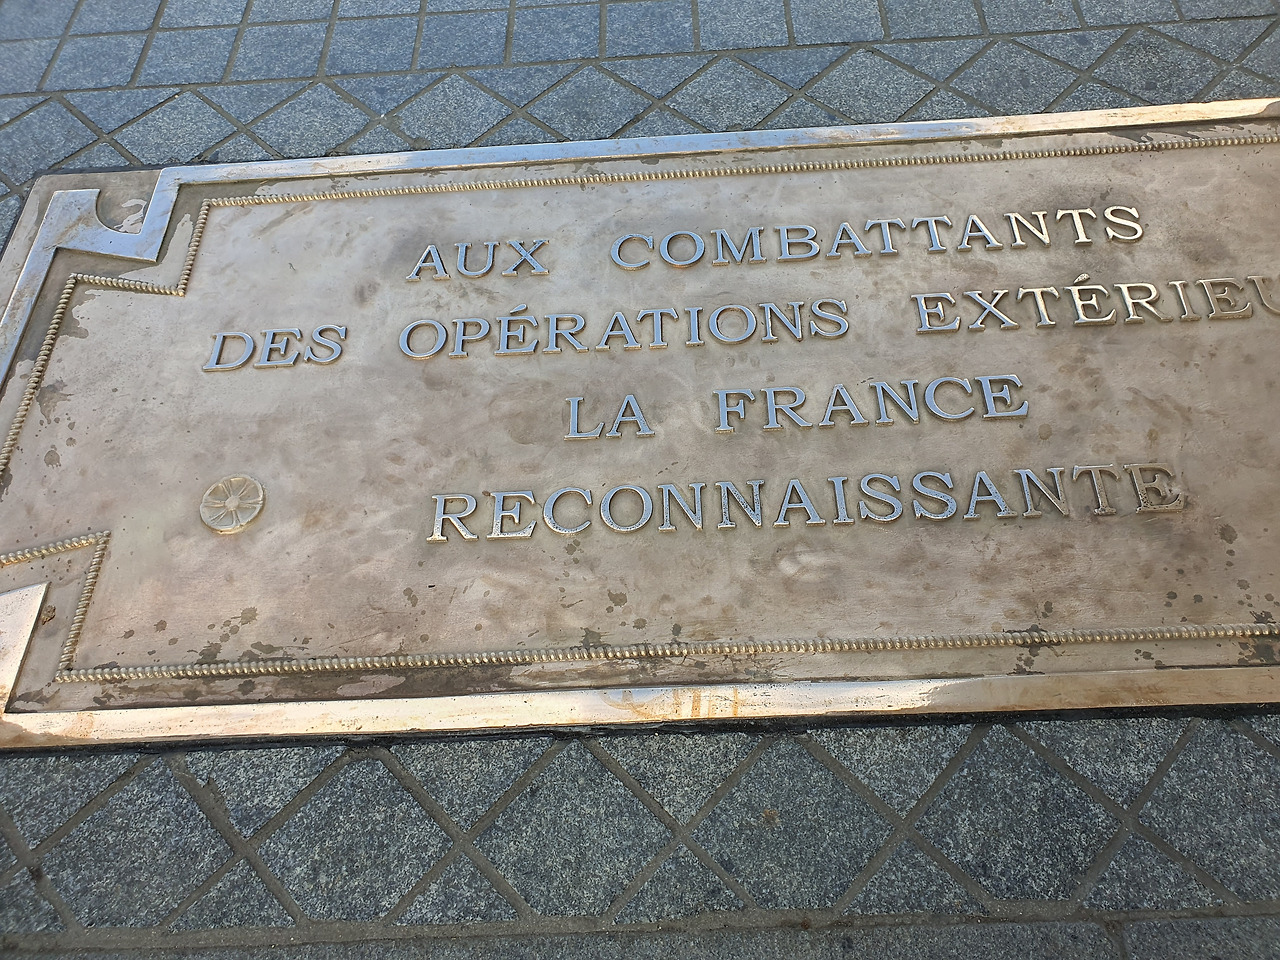 AUX COMBATTANTS
DES OPÉRATIONS EXTÉRIEU
LA FRANCE
RECONNAISSANTE